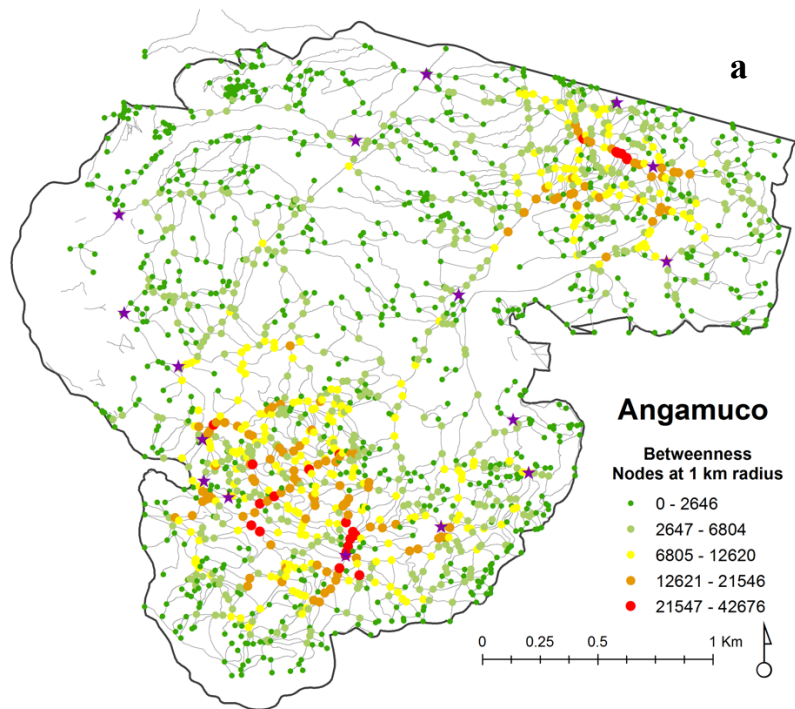 a
Angamuco
Betweenness
Nodes at 1 km radius
0 - 2646
2647 - 6804
6805 - 12620
12621 - 21546
21547 - 42676
0 0.25 0.5 1 Km